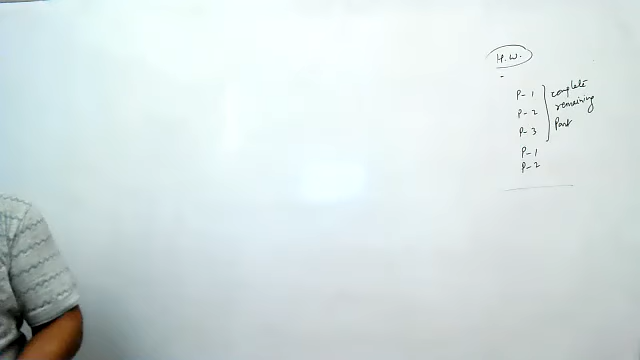 H.W.
P-1 complete
P-2 remaining
P-3 Part
P-1
P-2